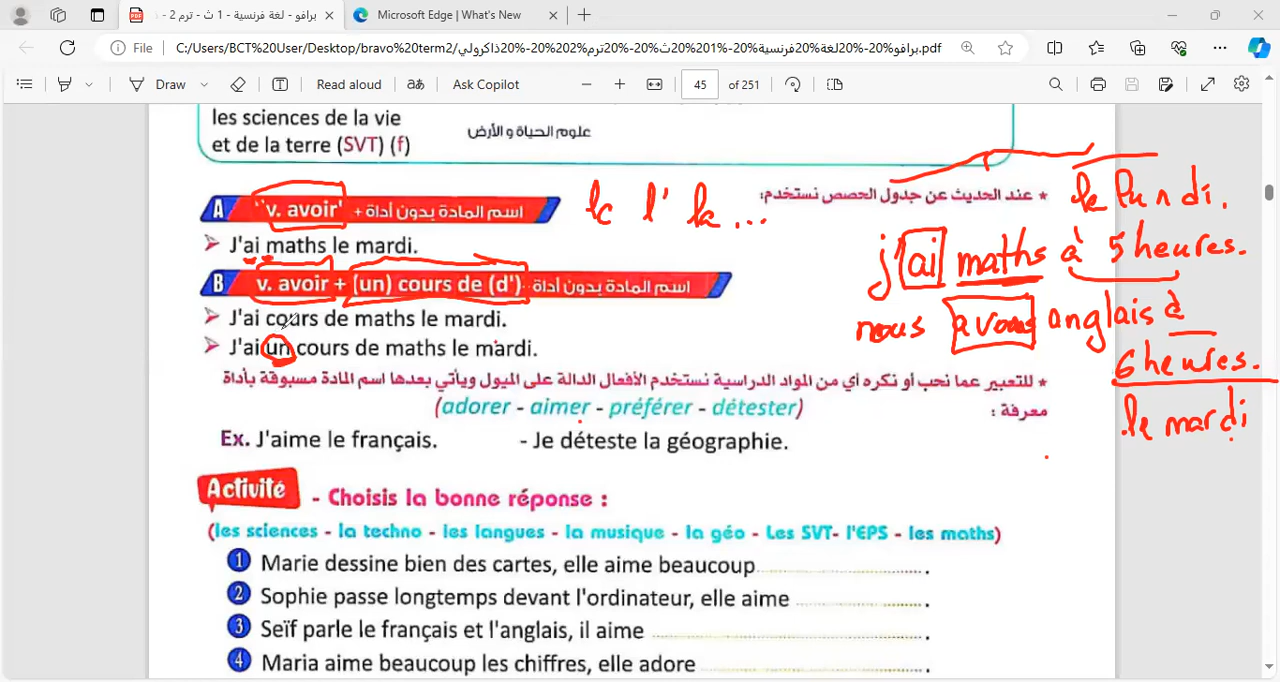 برافو - لغة فرنسية - 1 ث - ترم 2 -
Microsoft Edge | What's New
File
C:/Users/BCT%20User/Desktop/bravo%20term2/برافو%20-%20لغة%20فرنسية%20-%201%20ث%20-%20ترم%202%20-%20ذاكرولي.pdf
Draw
aあ
Read aloud
Ask Copilot
45
of 251
les sciences de la vie
et de la terre (SVT) (f)
علوم الحياة و الأرض
* عند الحديث عن جدول الحصص نستخدم:
A "v. avoir' + اسم المادة بدون أداة
le l' la ...
le lundi.
J'ai maths le mardi.
j'ai maths à 5 heures.
B v. avoir + (un) cours de (d') اسم المادة بدون أداة
J'ai cours de maths le mardi.
nous avons anglais à
J'ai un cours de maths le mardi.
6 heures.
* للتعبير عما نحب أو نكره أي من المواد الدراسية نستخدم الأفعال الدالة على الميول ويأتي بعدها اسم المادة مسبوقة بأداة
معرفة :
(adorer - aimer - préférer - détester)
le mardi
Ex. J'aime le français.
- Je déteste la géographie.
Activité - Choisis la bonne réponse :
(les sciences - la techno - les langues - la musique - la géo - Les SVT- l'EPS - les maths)
1 Marie dessine bien des cartes, elle aime beaucoup .................... .
2 Sophie passe longtemps devant l'ordinateur, elle aime .................... .
3 Seïf parle le français et l'anglais, il aime .................... .
4 Maria aime beaucoup les chiffres, elle adore .................... .